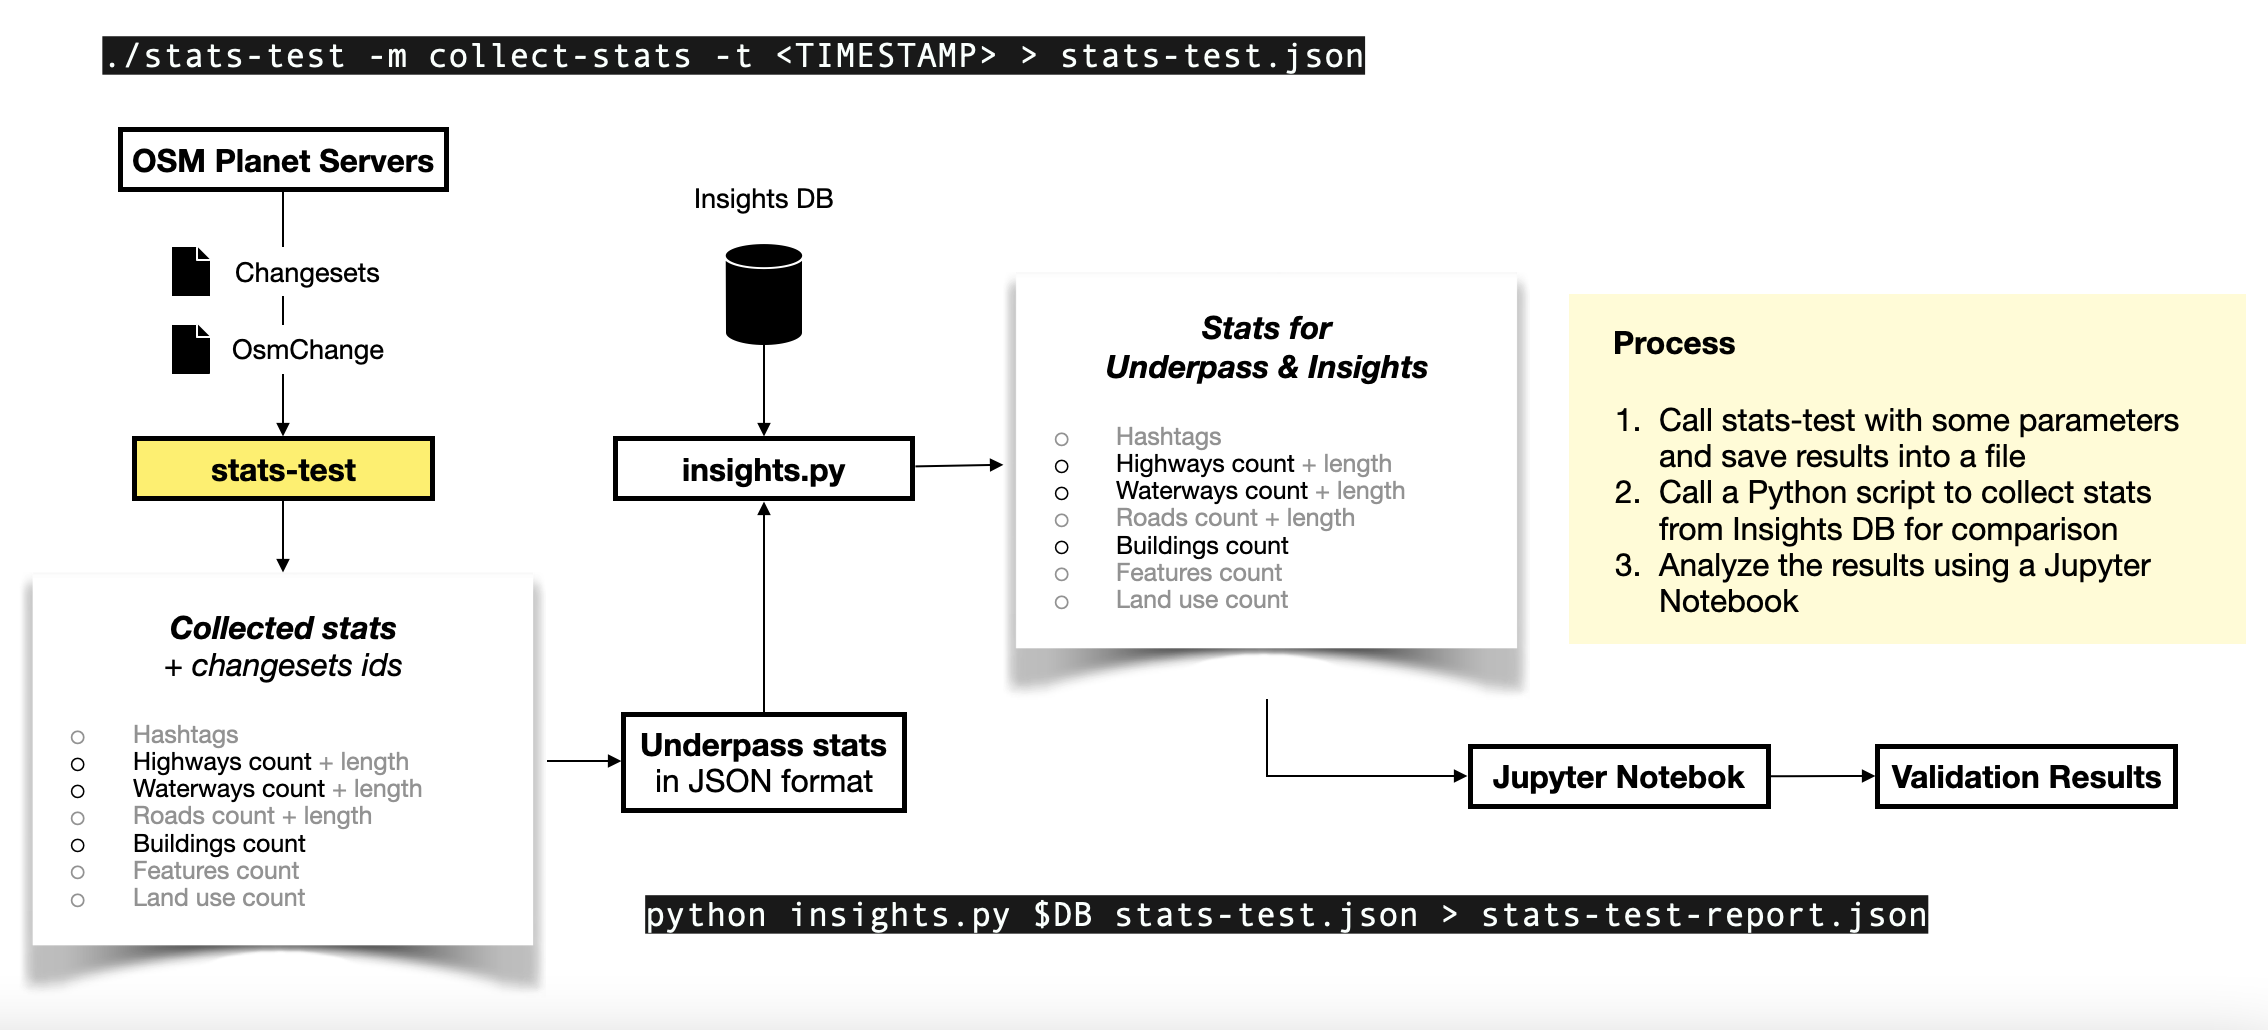 ./stats-test -m collect-stats -t <TIMESTAMP> > stats-test.json
OSM Planet Servers
Changesets
OsmChange
stats-test
Collected stats
+ changesets ids
Hashtags
Highways count + length
Waterways count + length
Roads count + length
Buildings count
Features count
Land use count
Insights DB
insights.py
Underpass stats
in JSON format
Stats for
Underpass & Insights
Hashtags
Highways count + length
Waterways count + length
Roads count + length
Buildings count
Features count
Land use count
Process
1. Call stats-test with some parameters
and save results into a file
2. Call a Python script to collect stats
from Insights DB for comparison
3. Analyze the results using a Jupyter
Notebook
Jupyter Notebok
Validation Results
python insights.py $DB stats-test.json > stats-test-report.json